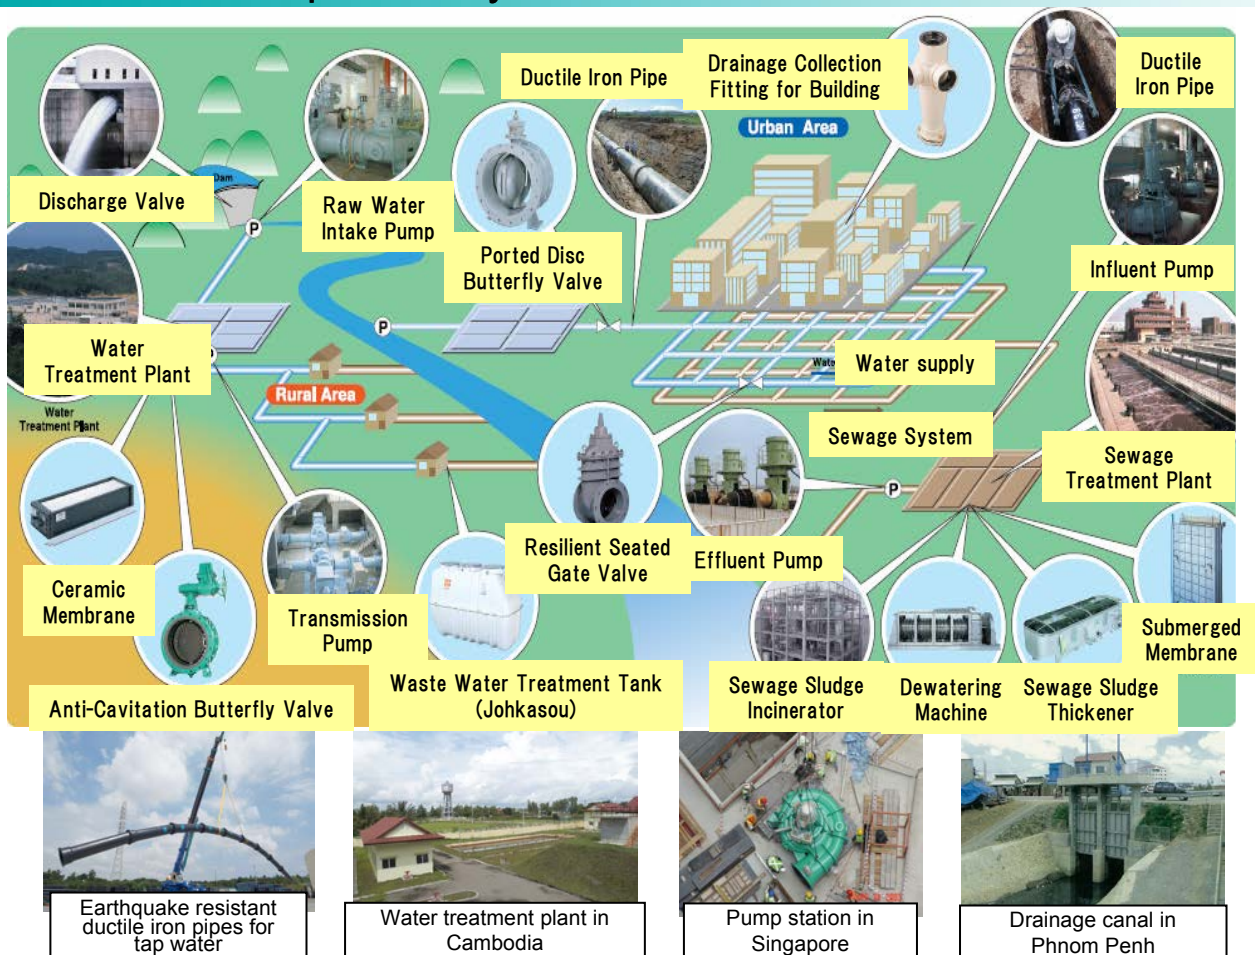 Ductile Iron Pipe
Drainage Collection
Fitting for Building
Ductile
Iron Pipe
Urban Area
Dam
Discharge Valve
Raw Water
Intake Pump
Ported Disc
Butterfly Valve
Influent Pump
Water
Treatment Plant
Water
Treatment Plant
P
P
P
Rural Area
Water supply
Sewage System
Sewage
Treatment Plant
Resilient Seated
Gate Valve
Effluent Pump
Ceramic
Membrane
Transmission
Pump
Submerged
Membrane
Anti-Cavitation Butterfly Valve
Waste Water Treatment Tank
(Johkasou)
Sewage Sludge
Incinerator
Dewatering
Machine
Sewage Sludge
Thickener
Earthquake resistant
ductile iron pipes for
tap water
Water treatment plant in
Cambodia
Pump station in
Singapore
Drainage canal in
Phnom Penh